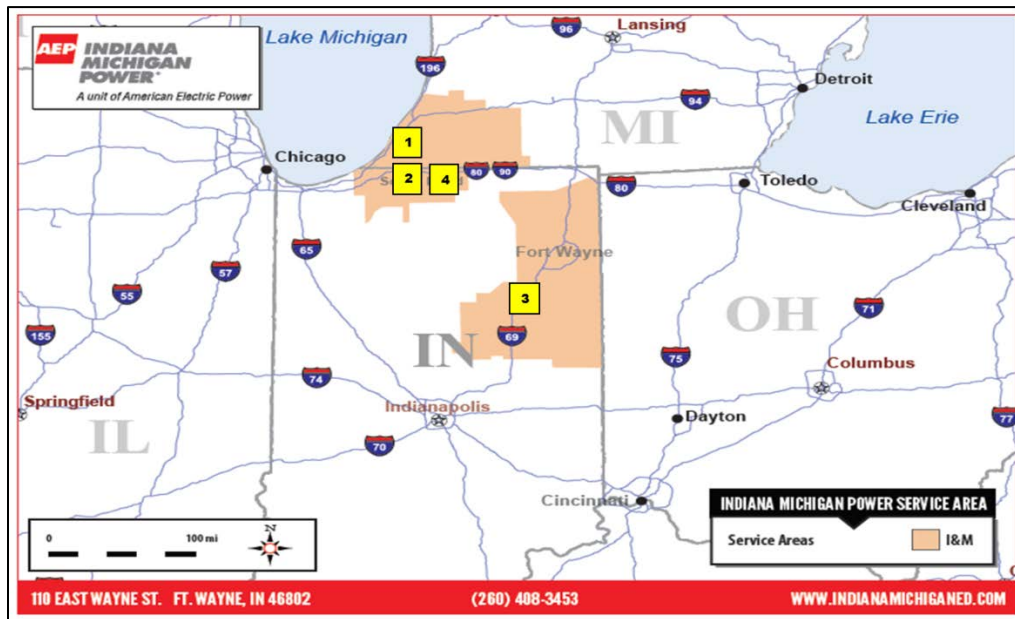 AEP INDIANA
MICHIGAN
POWER®
A unit of American Electric Power
Lake Michigan
96
Lansing
196
Detroit
94
MI
Lake Erie
1
Chicago
2
4
80
90
80
Toledo
Cleveland
65
Fort Wayne
57
55
3
71
155
69
IN
OH
75
74
Columbus
Springfield
Indianapolis
IL
Dayton
77
70
Cincinnati
INDIANA MICHIGAN POWER SERVICE AREA
Service Areas
I&M
0
100 mi
N
110 EAST WAYNE ST. FT. WAYNE, IN 46802
(260) 408-3453
WWW.INDIANAMICHIGANED.COM